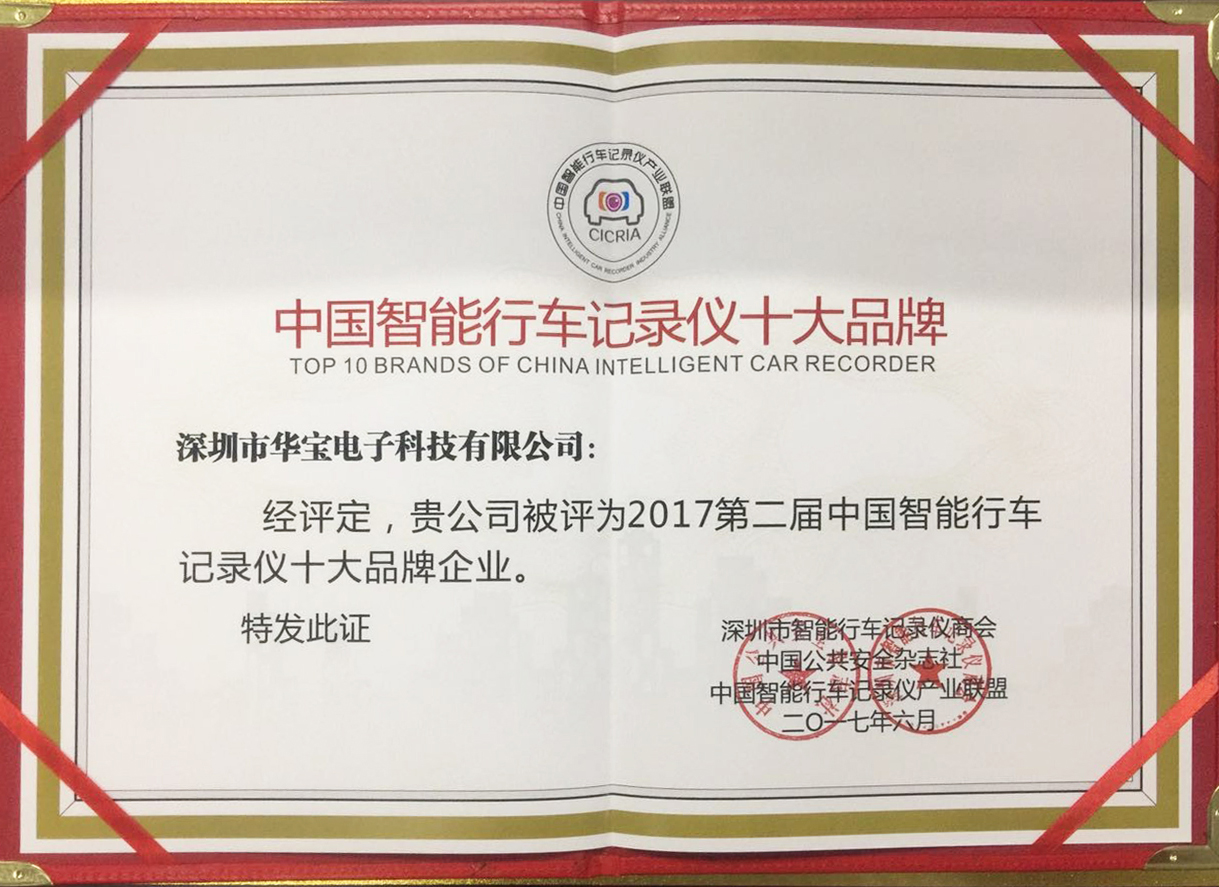 中国智能行车记录仪产业联盟
CICRIA
CHINA INTELLIGENT CAR RECORDER INDUSTRY ALLIANCE
中国智能行车记录仪十大品牌
TOP 10 BRANDS OF CHINA INTELLIGENT CAR RECORDER
深圳市华宝电子科技有限公司：
经评定，贵公司被评为2017第二届中国智能行车
记录仪十大品牌企业。
特发此证
深圳市智能行车记录仪商会
中国公共安全杂志社
中国智能行车记录仪产业联盟
二〇一七年六月